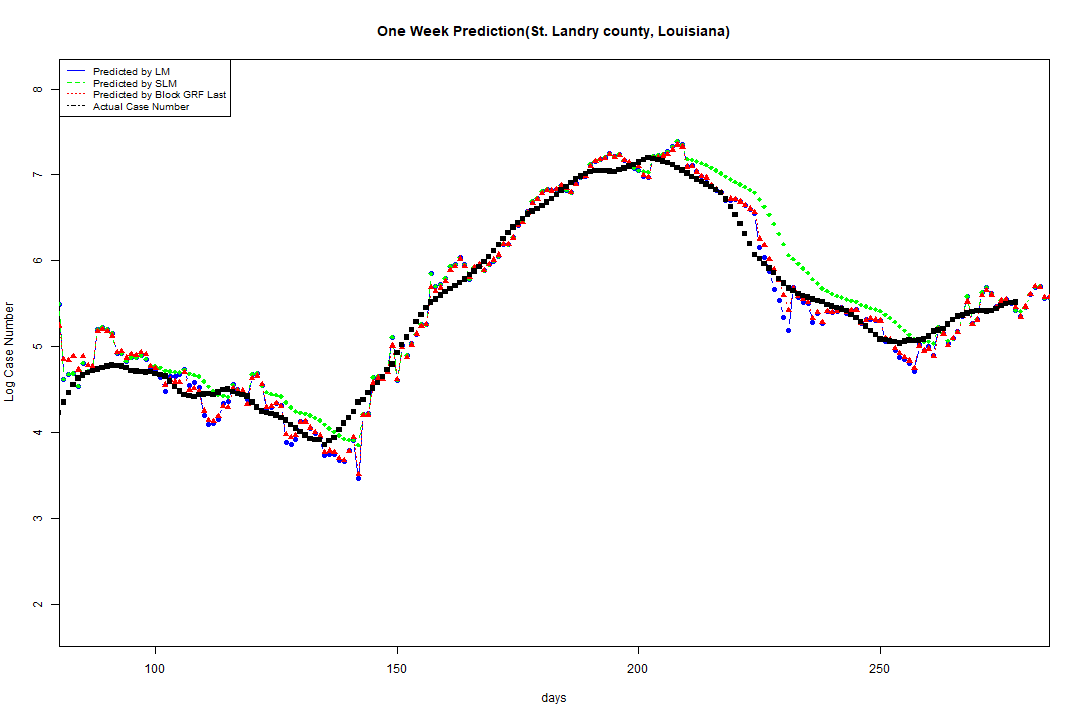 One Week Prediction(St. Landry county, Louisiana)
Predicted by LM
Predicted by SLM
Predicted by Block GRF Last
Actual Case Number
8
7
6
5
4
3
2
Log Case Number
100 150 200 250
days